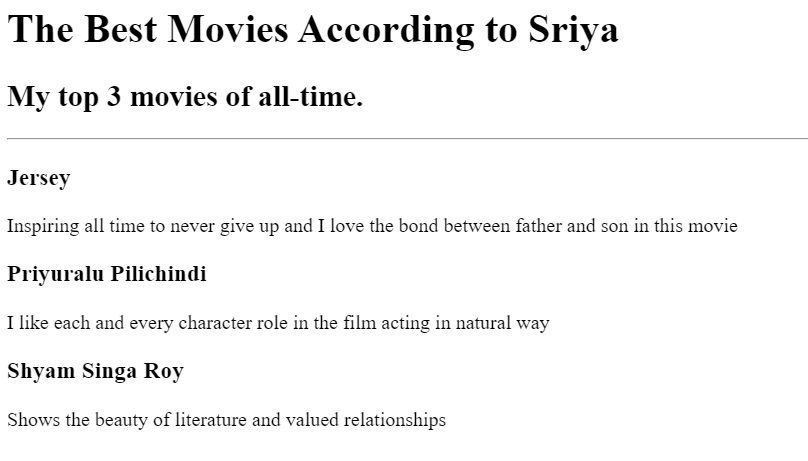 The Best Movies According to Sriya
My top 3 movies of all-time.
Jersey
Inspiring all time to never give up and I love the bond between father and son in this movie
Priyuralu Pilichindi
I like each and every character role in the film acting in natural way
Shyam Singa Roy
Shows the beauty of literature and valued relationships